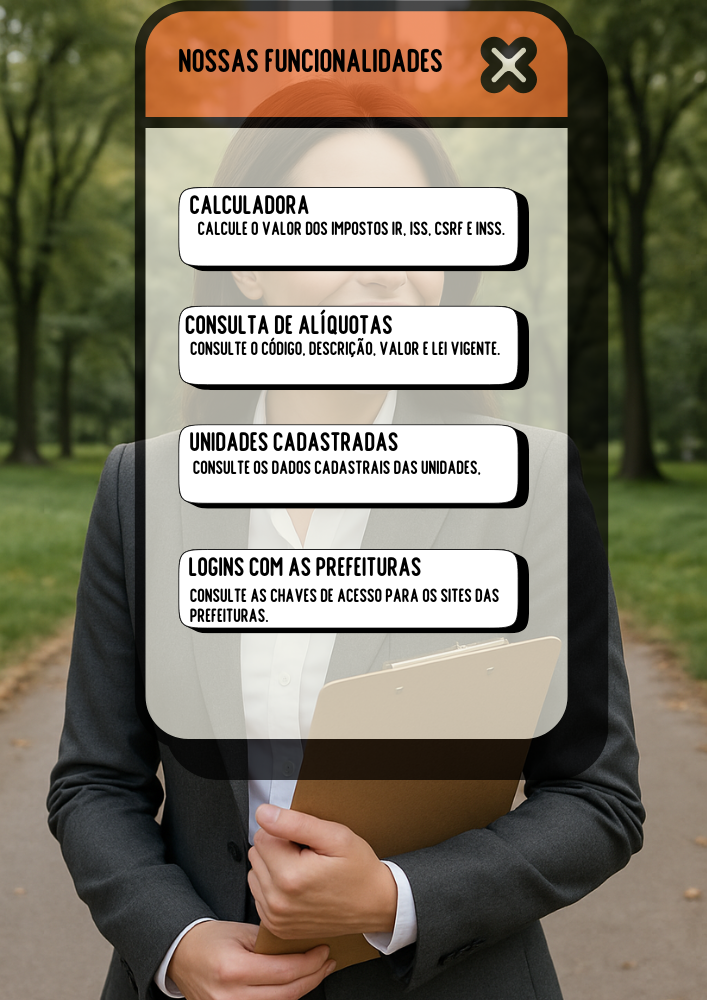 NOSSAS FUNCIONALIDADES
CALCULADORA
CALCULE O VALOR DOS IMPOSTOS IR, ISS, CSRF E INSS.
CONSULTA DE ALÍQUOTAS
CONSULTE O CÓDIGO, DESCRIÇÃO, VALOR E LEI VIGENTE.
UNIDADES CADASTRADAS
CONSULTE OS DADOS CADASTRAIS DAS UNIDADES,
LOGINS COM AS PREFEITURAS
CONSULTE AS CHAVES DE ACESSO PARA OS SITES DAS
PREFEITURAS.